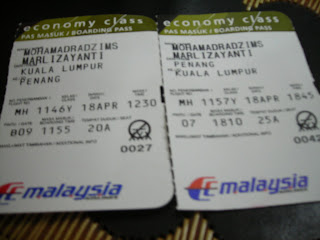 economy class
PAS MASUK / BOARDING PASS
MOHAMADRADZIMS
MARLIZAYANTI
KUALA LUMPUR
PENANG
MH 1146Y 18APR 1230
809 1155 20A
0027
malaysia
economy class
PAS MASUK / BOARDING PASS
MOHAMADRADZIMS
MARLIZAYANTI
PENANG
KUALA LUMPUR
MH 1157Y 18APR 1845
07 1810 25A
0042
malaysia